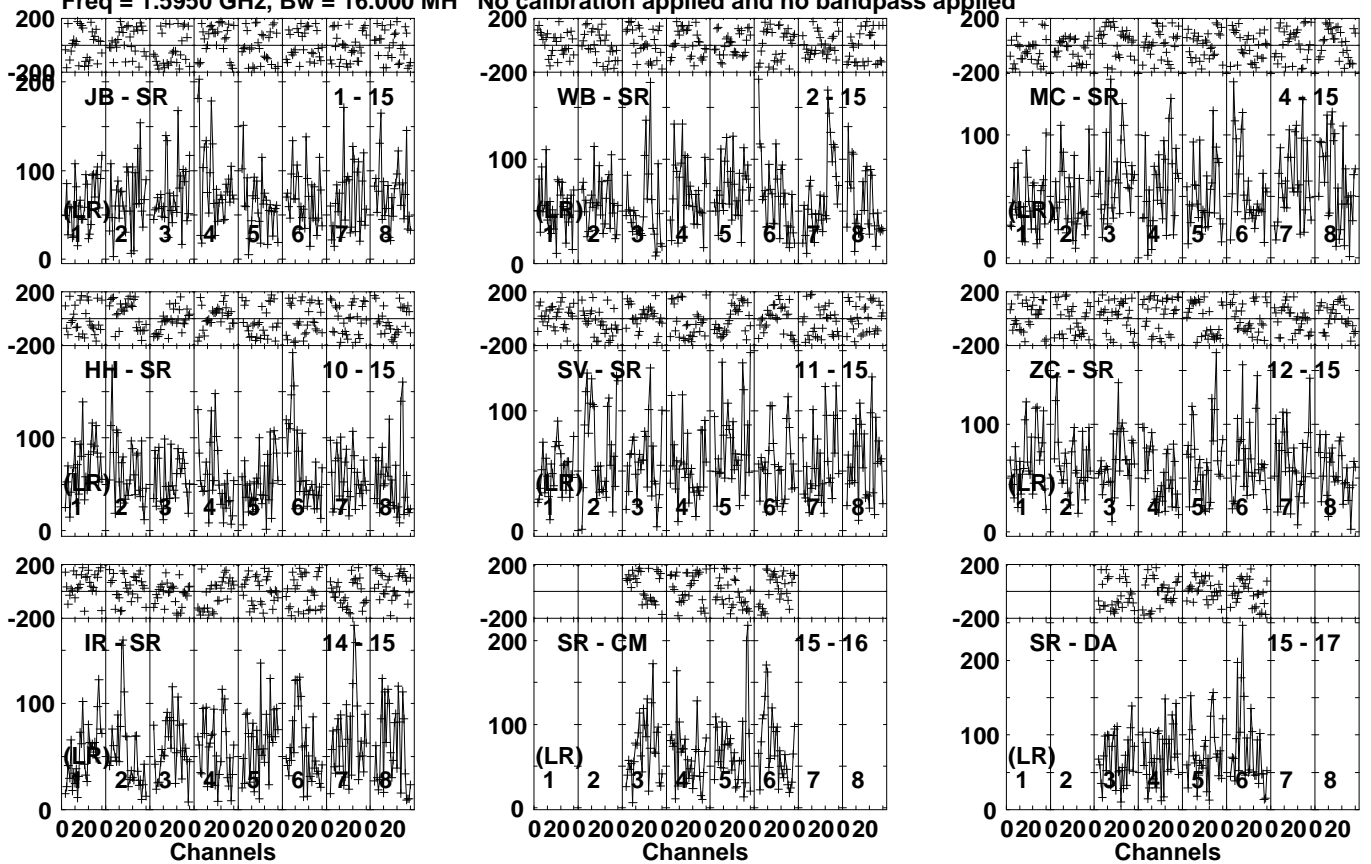 Freq = 1.5950 GHz, Bw = 16.000 MH No calibration applied and no bandpass applied
200
-200
200
100
0
JB - SR 1 - 15
(LR)
1 2 3 4 5 6 7 8
200
-200
100
0
WB - SR 2 - 15
(LR)
1 2 3 4 5 6 7 8
200
-200
100
0
MC - SR 4 - 15
(LR)
1 2 3 4 5 6 7 8
200
-200
100
0
HH - SR 10 - 15
(LR)
1 2 3 4 5 6 7 8
200
-200
100
0
SV - SR 11 - 15
(LR)
1 2 3 4 5 6 7 8
200
-200
100
0
ZC - SR 12 - 15
(LR)
1 2 3 4 5 6 7 8
200
-200
100
0
IR - SR 14 - 15
(LR)
1 2 3 4 5 6 7 8
0 20 0 20 0 20 0 20 0 20 0 20 0 20 0 20
Channels
200
-200
200
100
0
SR - CM 15 - 16
(LR)
1 2 3 4 5 6 7 8
0 20 0 20 0 20 0 20 0 20 0 20 0 20 0 20
Channels
200
-200
200
100
0
SR - DA 15 - 17
(LR)
1 2 3 4 5 6 7 8
0 20 0 20 0 20 0 20 0 20 0 20 0 20 0 20
Channels